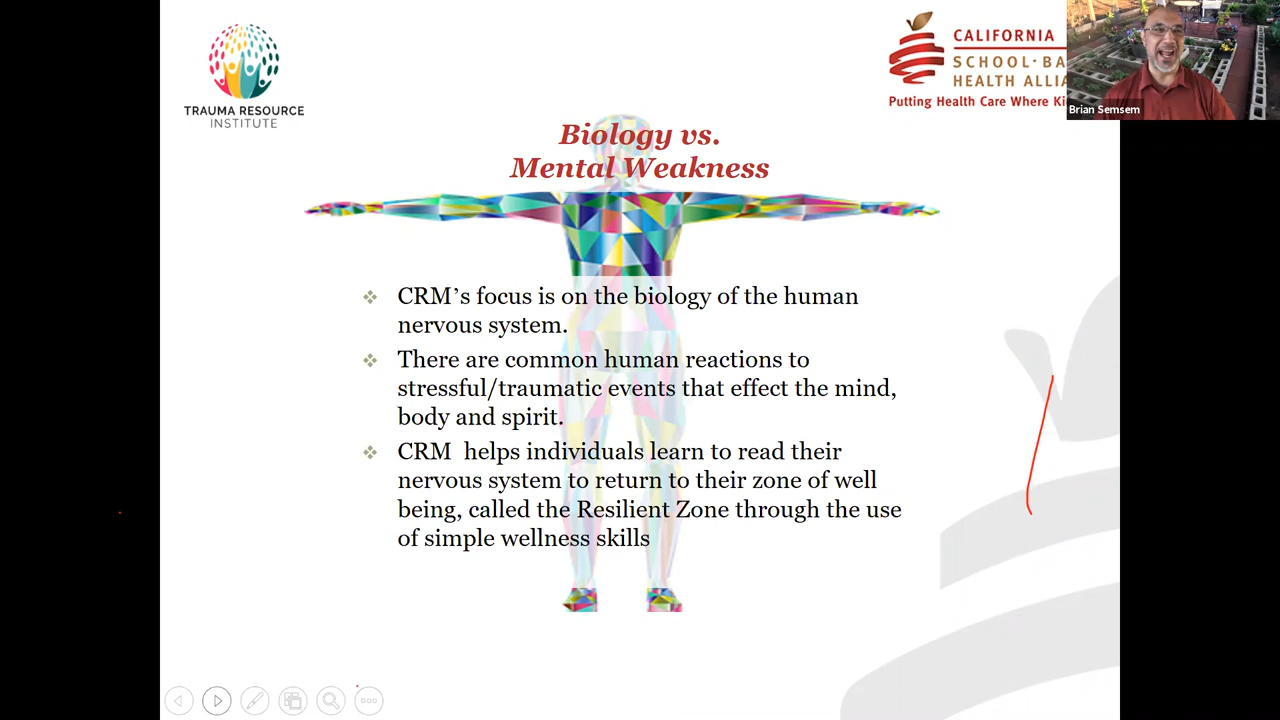 TRAUMA RESOURCE
INSTITUTE
CALIFORNIA
SCHOOL·BA
HEALTH ALLIA
Putting Health Care Where Ki
Brian Semsem
Biology vs.
Mental Weakness
CRM's focus is on the biology of the human
nervous system.
There are common human reactions to
stressful/traumatic events that effect the mind,
body and spirit.
CRM  helps individuals learn to read their
nervous system to return to their zone of well
being, called the Resilient Zone through the use
of simple wellness skills